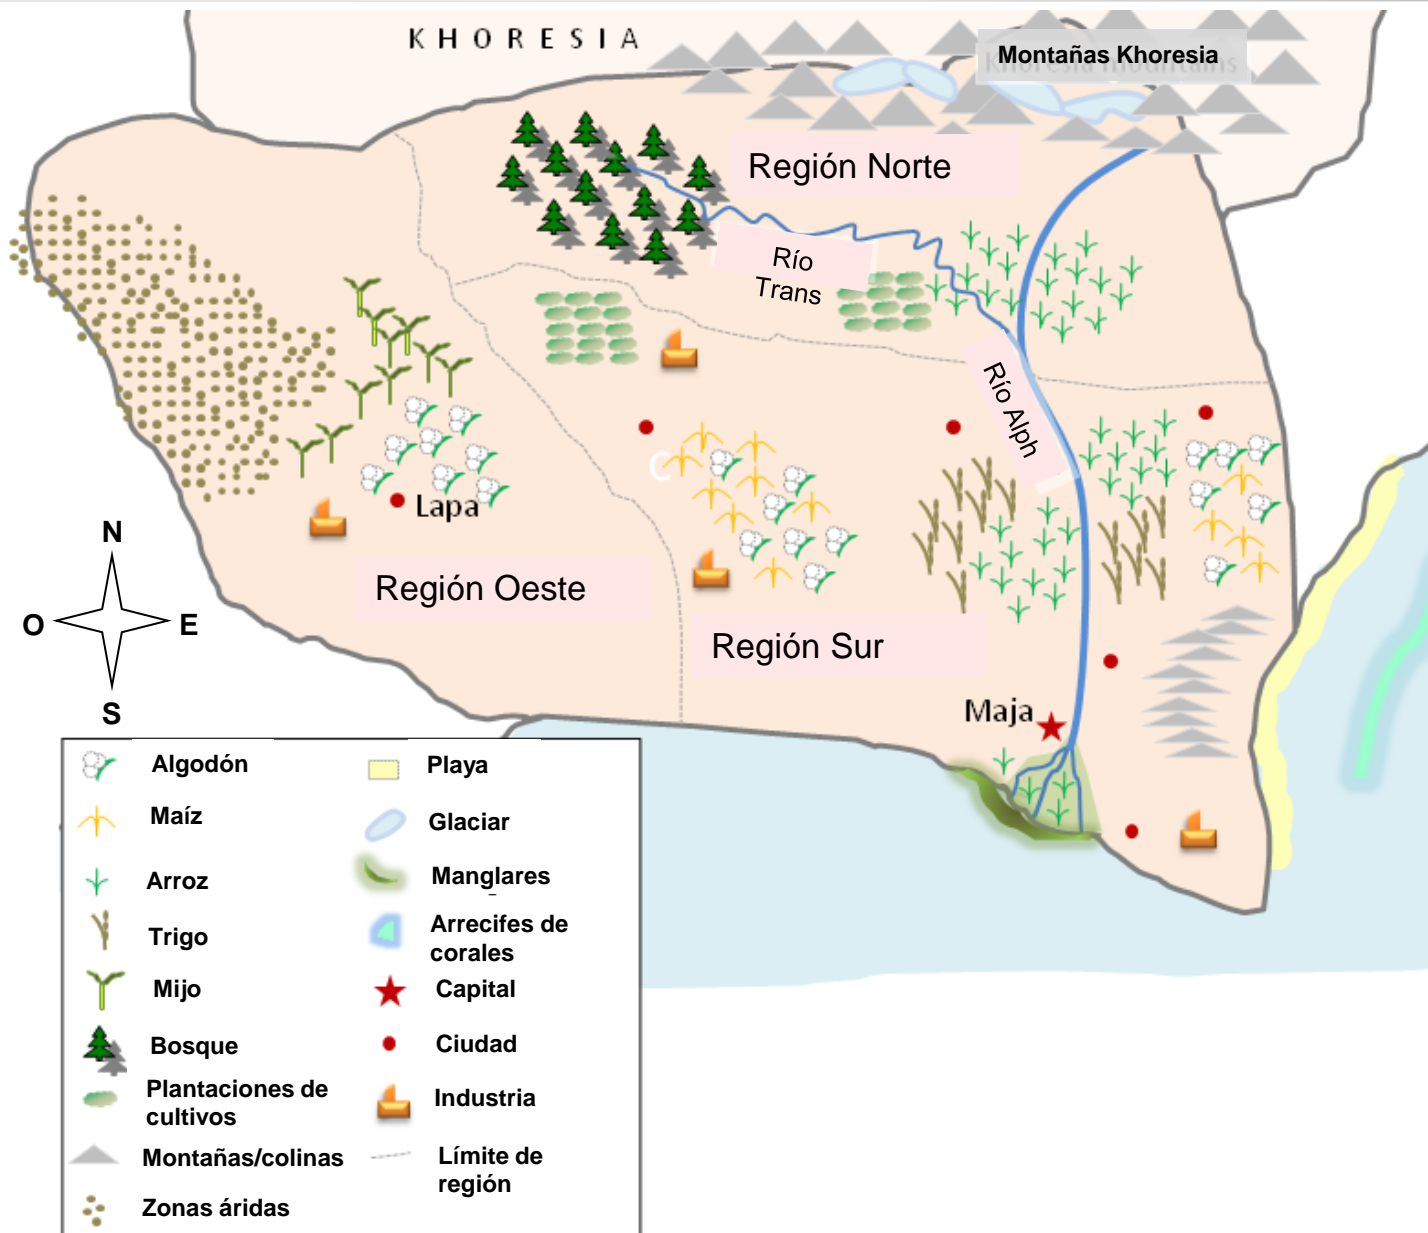 KHORESIA
Montañas Khoresia
Khoresia mountains
Región Norte
Río
Trans
Río Alph
C
Lapa
Región Oeste
Región Sur
Maja
N
O
E
S
Algodón
Maíz
Arroz
Trigo
Mijo
Bosque
Plantaciones de
cultivos
Montañas/colinas
Zonas áridas
Playa
Glaciar
Manglares
Arrecifes de
corales
Capital
Ciudad
Industria
Límite de
región